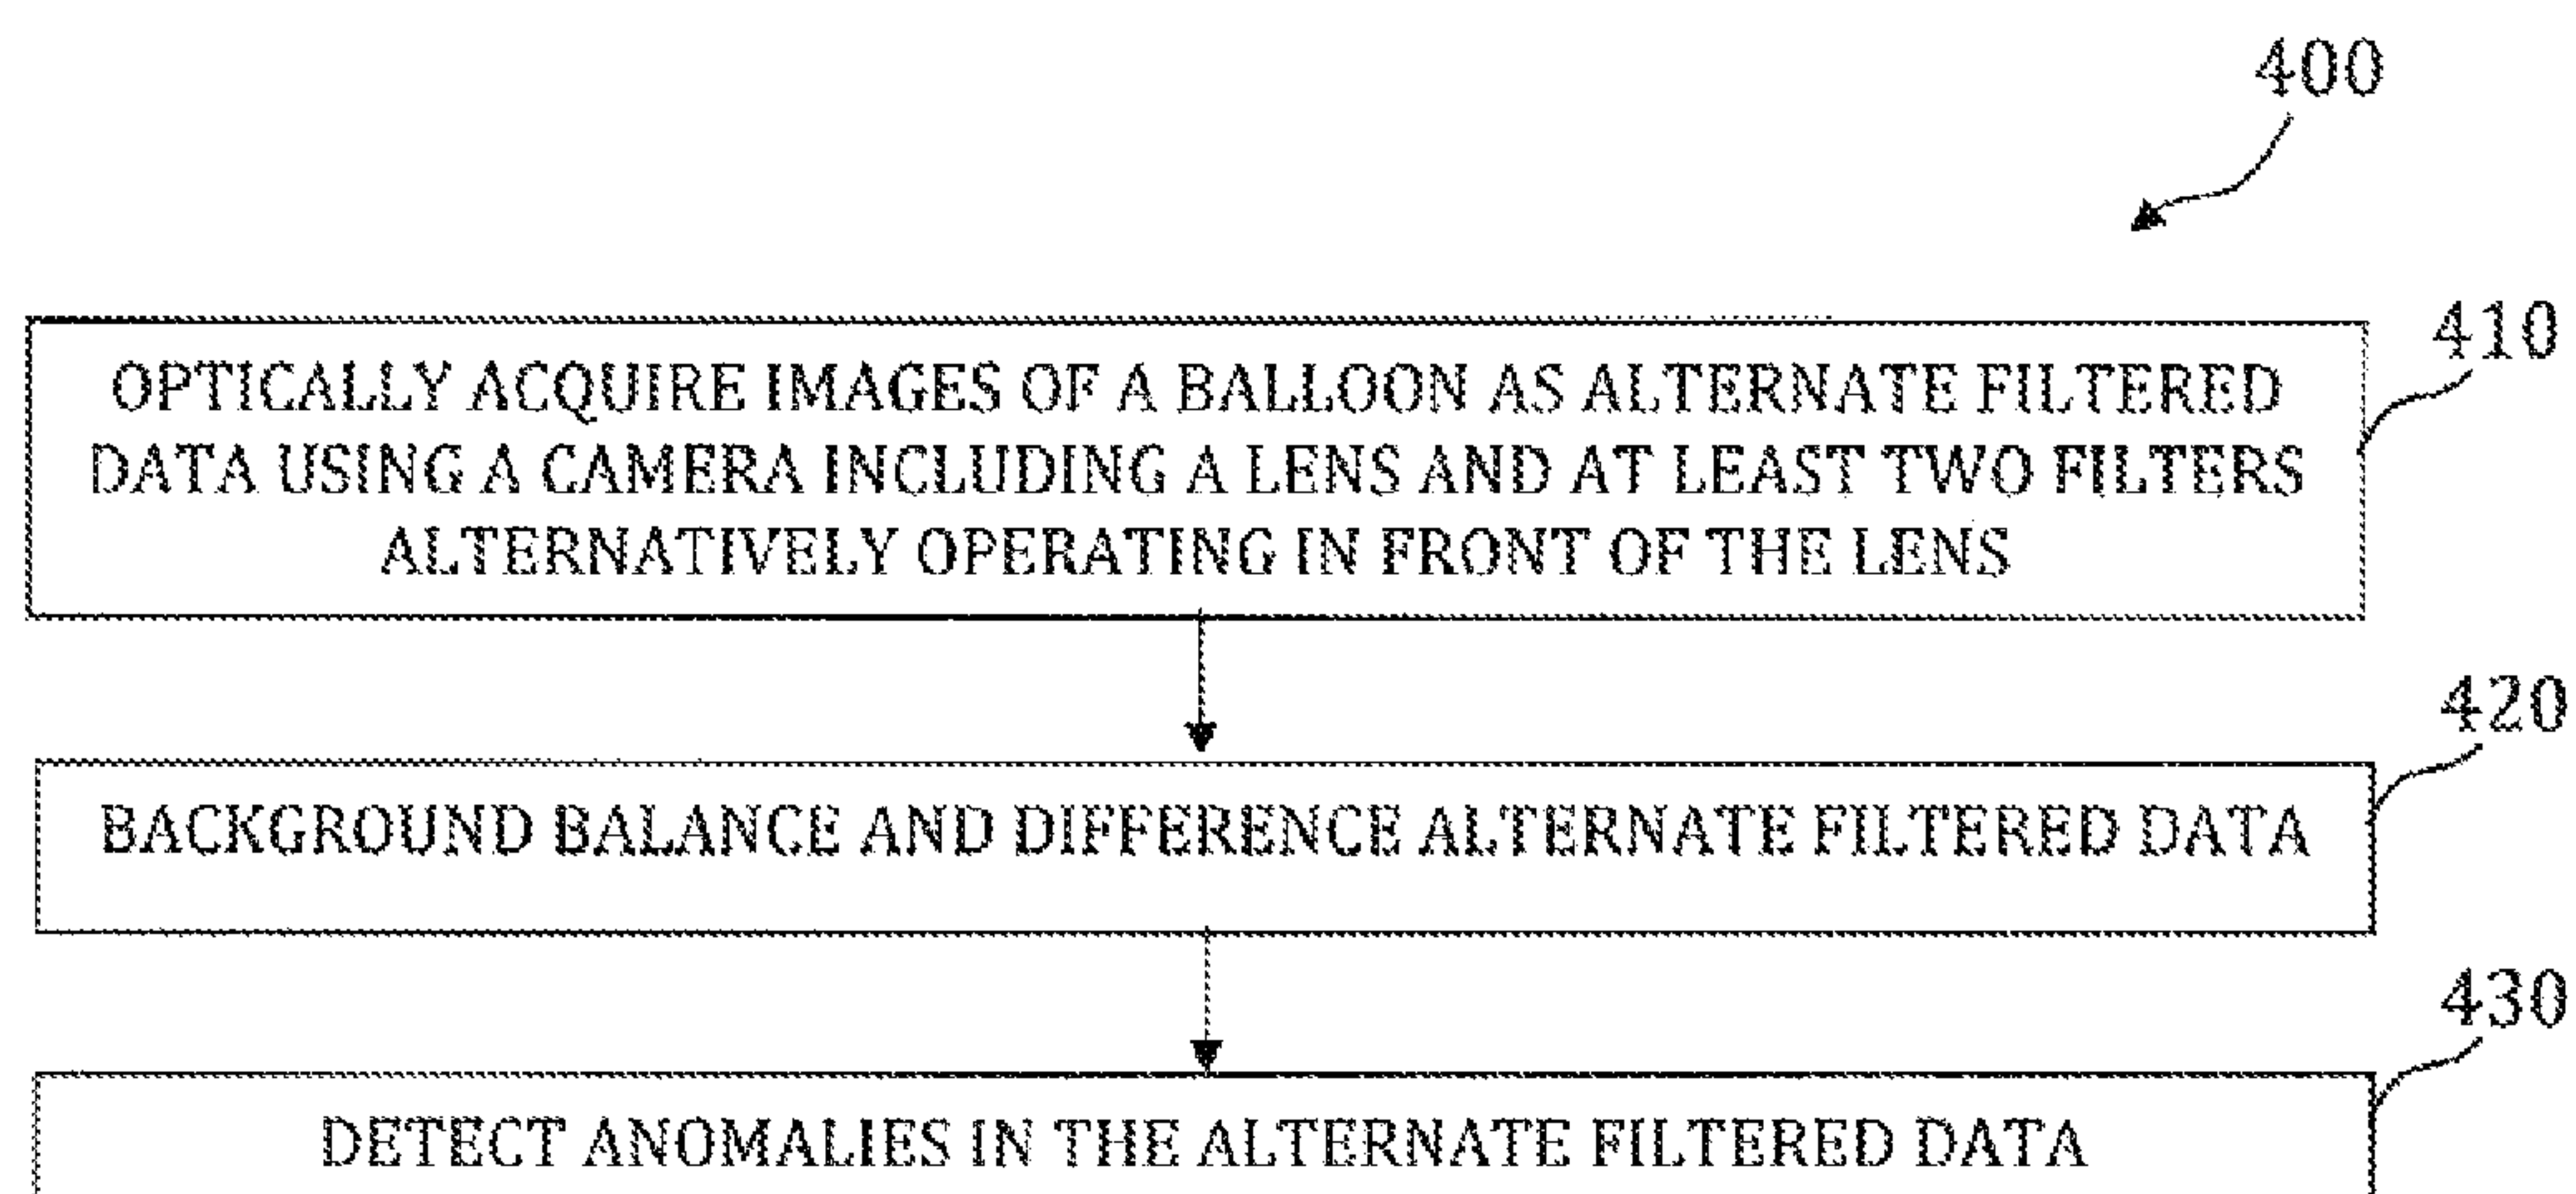 400
410
OPTICALLY ACQUIRE IMAGES OF A BALLOON AS ALTERNATE FILTERED
DATA USING A CAMERA INCLUDING A LENS AND AT LEAST TWO FILTERS
ALTERNATIVELY OPERATING IN FRONT OF THE LENS
420
BACKGROUND BALANCE AND DIFFERENCE ALTERNATE FILTERED DATA
430
DETECT ANOMALIES IN THE ALTERNATE FILTERED DATA